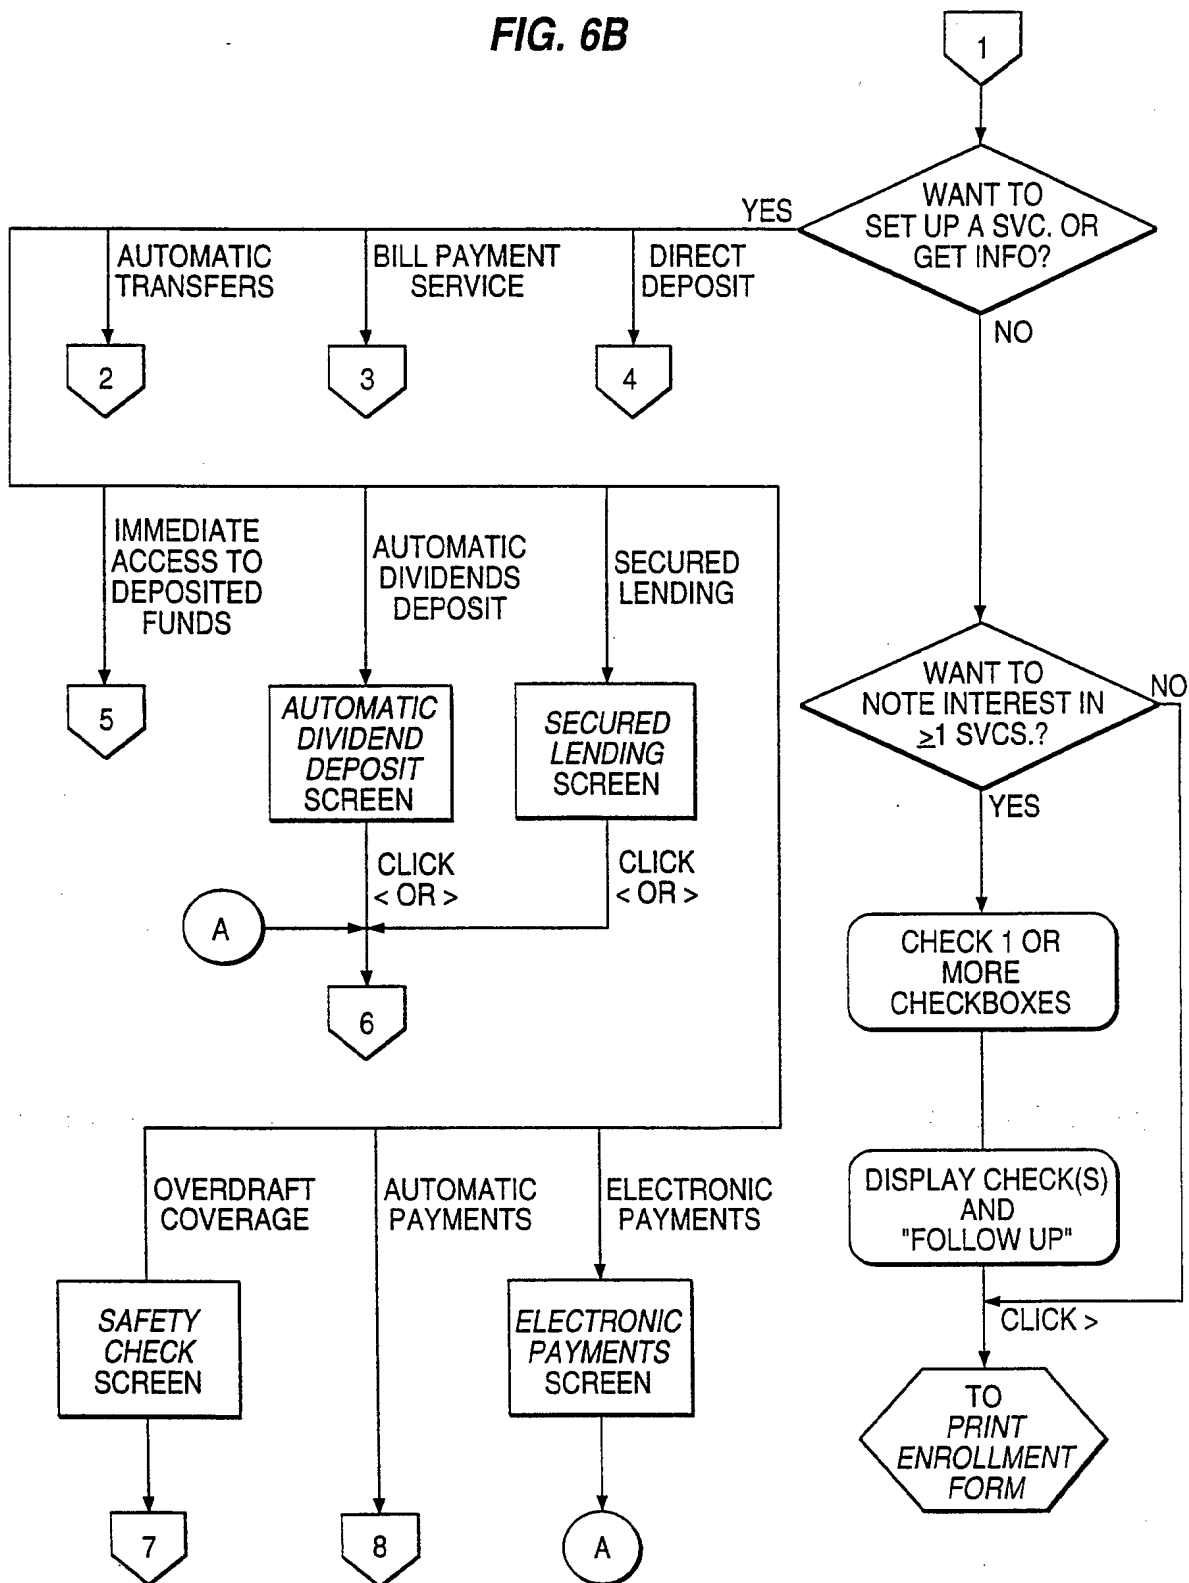 FIG. 6B
1
WANT TO
SET UP A SVC. OR
GET INFO?
YES
NO
AUTOMATIC
TRANSFERS
BILL PAYMENT
SERVICE
DIRECT
DEPOSIT
2
3
4
IMMEDIATE
ACCESS TO
DEPOSITED
FUNDS
AUTOMATIC
DIVIDENDS
DEPOSIT
SECURED
LENDING
5
AUTOMATIC
DIVIDEND
DEPOSIT
SCREEN
SECURED
LENDING
SCREEN
CLICK
< OR >
CLICK
< OR >
A
6
WANT TO
NOTE INTEREST IN
≥1 SVCS.?
NO
YES
CHECK 1 OR
MORE
CHECKBOXES
DISPLAY CHECK(S)
AND
"FOLLOW UP"
CLICK >
TO
PRINT
ENROLLMENT
FORM
OVERDRAFT
COVERAGE
AUTOMATIC
PAYMENTS
ELECTRONIC
PAYMENTS
SAFETY
CHECK
SCREEN
ELECTRONIC
PAYMENTS
SCREEN
7
8
A